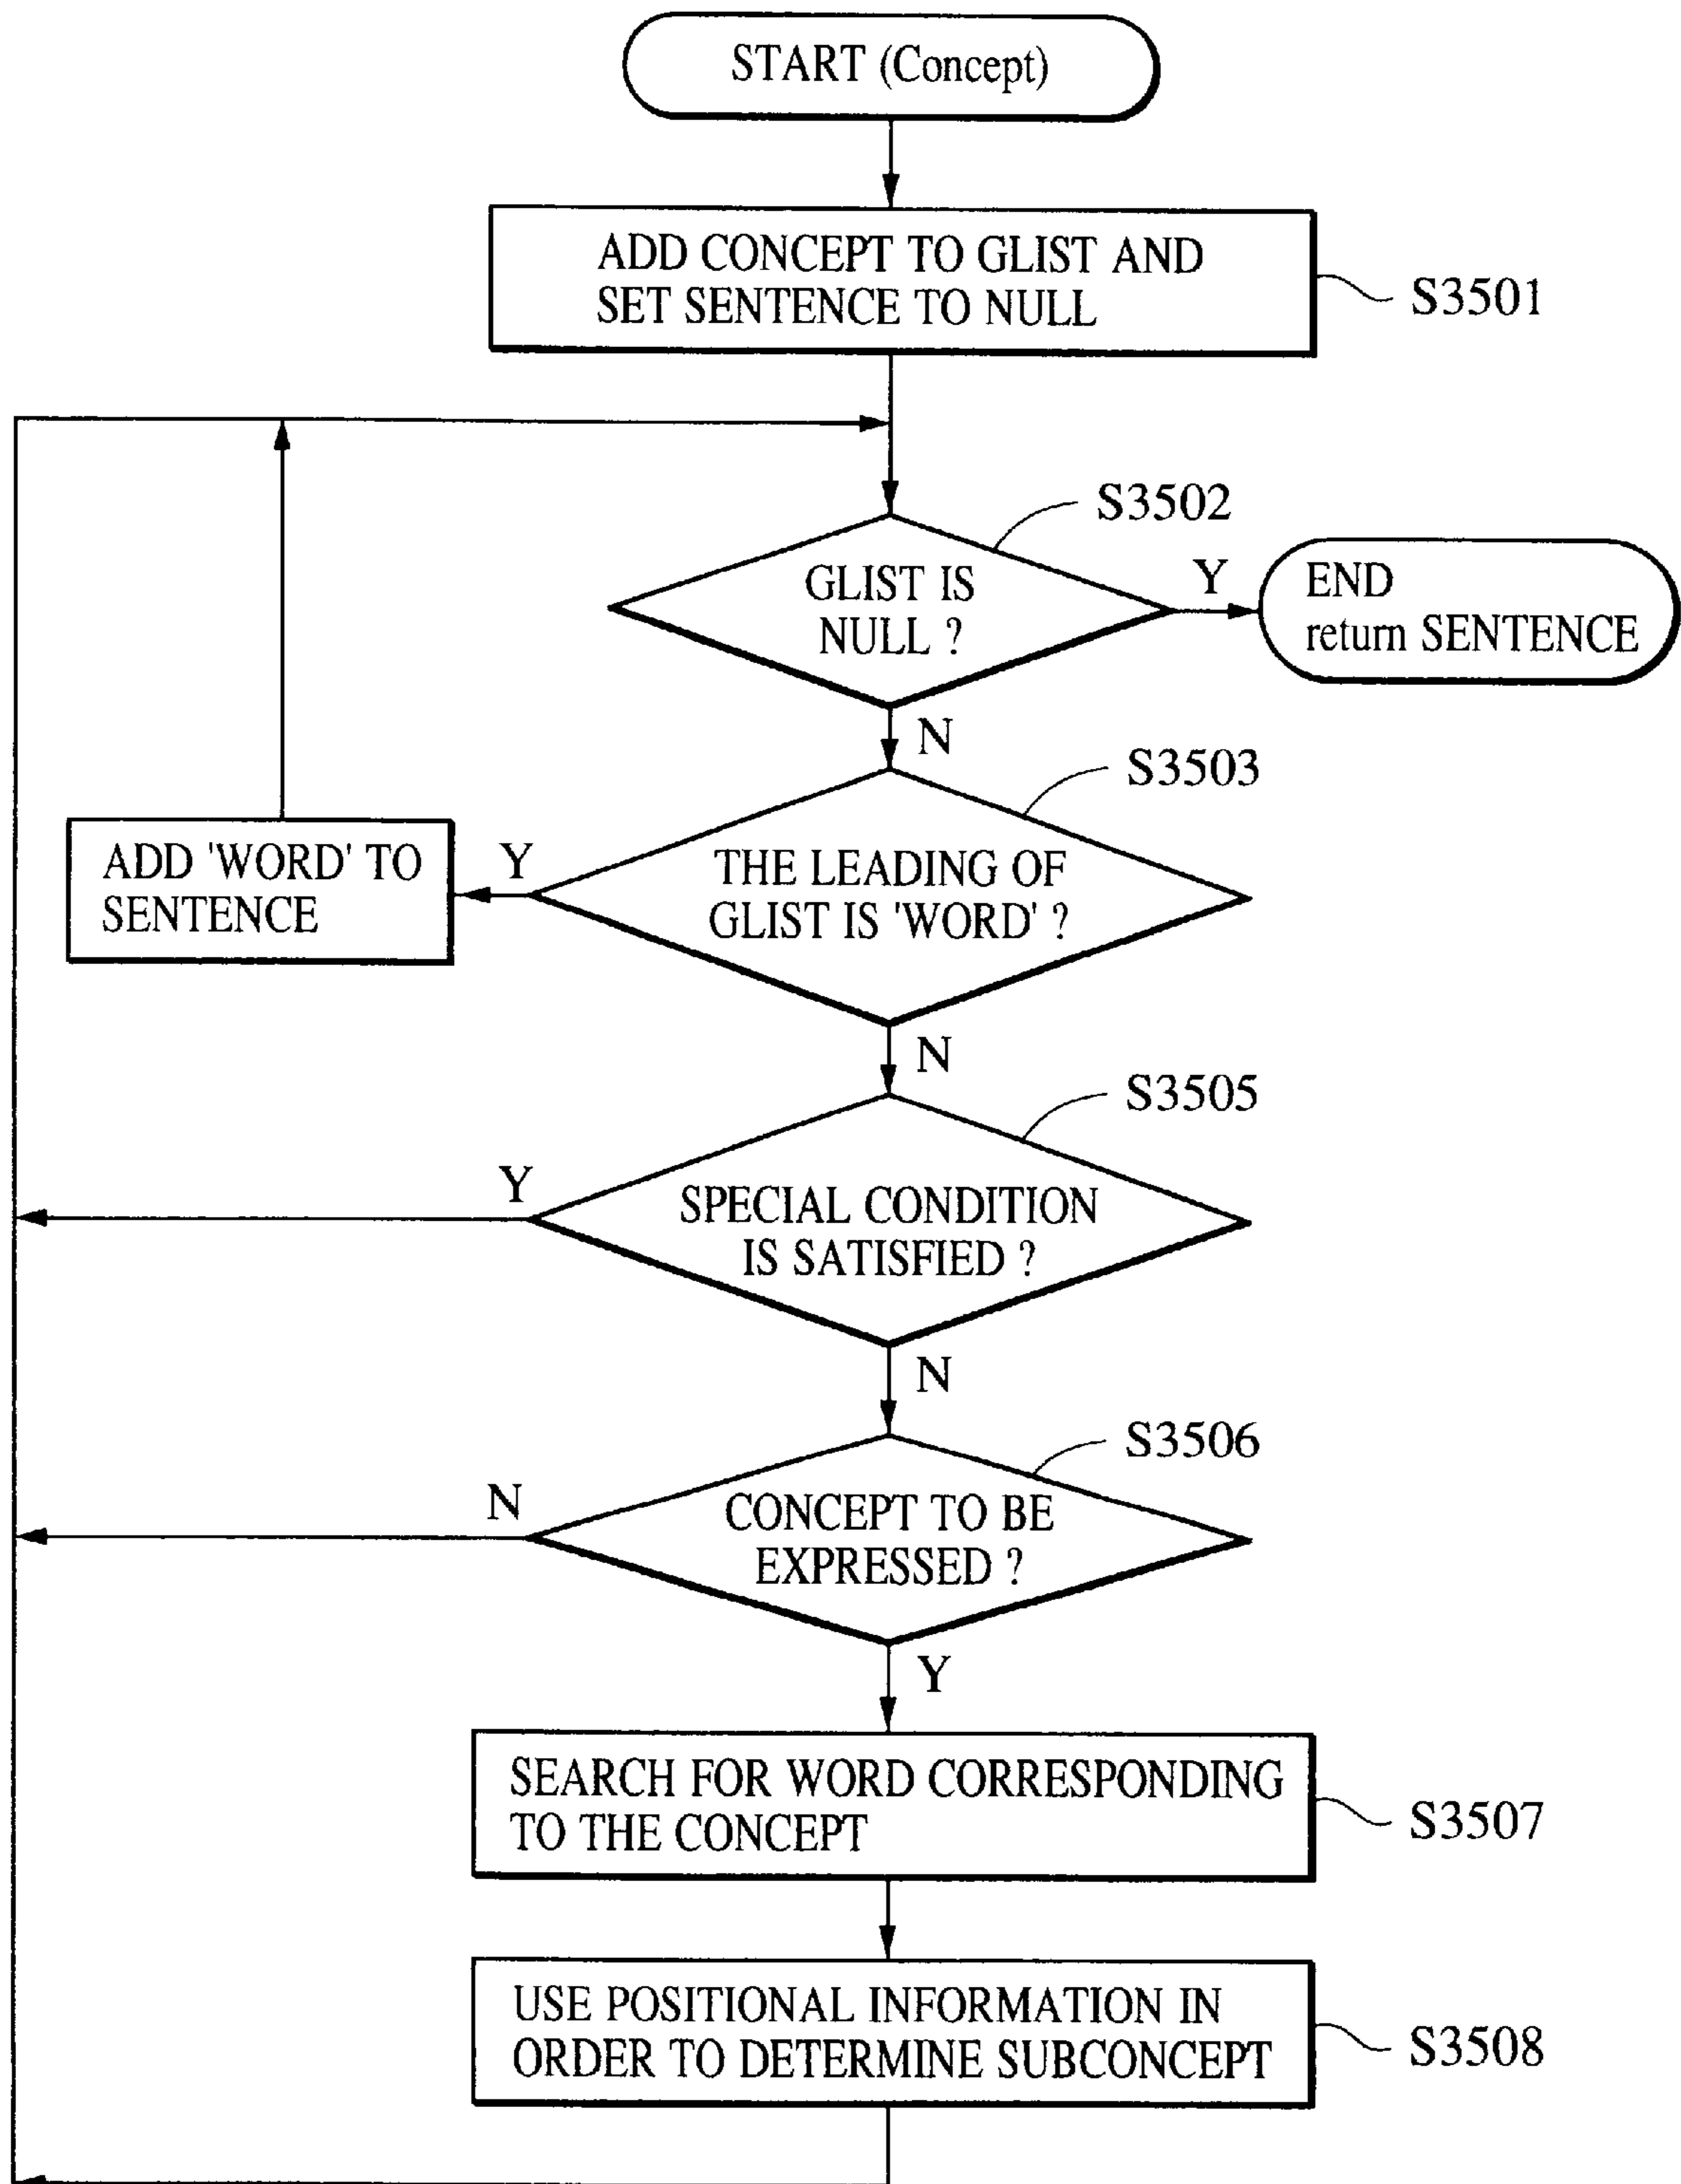 START (Concept)
ADD CONCEPT TO GLIST AND
SET SENTENCE TO NULL
S3501
S3502
GLIST IS
NULL ?
Y
END
return SENTENCE
N
S3503
THE LEADING OF
GLIST IS 'WORD' ?
Y
ADD 'WORD' TO
SENTENCE
N
S3505
SPECIAL CONDITION
IS SATISFIED ?
Y
N
S3506
CONCEPT TO BE
EXPRESSED ?
N
Y
SEARCH FOR WORD CORRESPONDING
TO THE CONCEPT
S3507
USE POSITIONAL INFORMATION IN
ORDER TO DETERMINE SUBCONCEPT
S3508